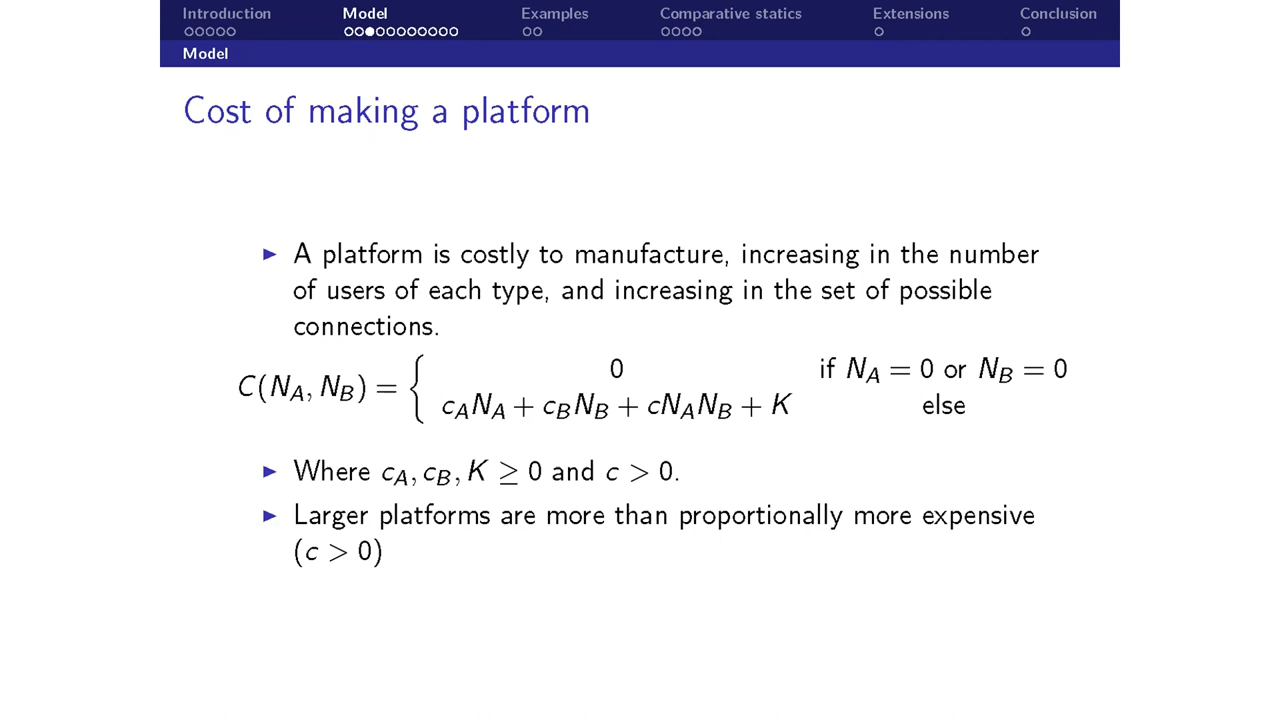 Introduction Model Examples Comparative statics Extensions Conclusion
Model
Cost of making a platform
▶ A platform is costly to manufacture, increasing in the number
of users of each type, and increasing in the set of possible
connections.
C(N_A, N_B) = { 0 if N_A = 0 or N_B = 0
c_A N_A + c_B N_B + cN_A N_B + K else
▶ Where c_A, c_B, K ≥ 0 and c > 0.
▶ Larger platforms are more than proportionally more expensive
(c > 0)